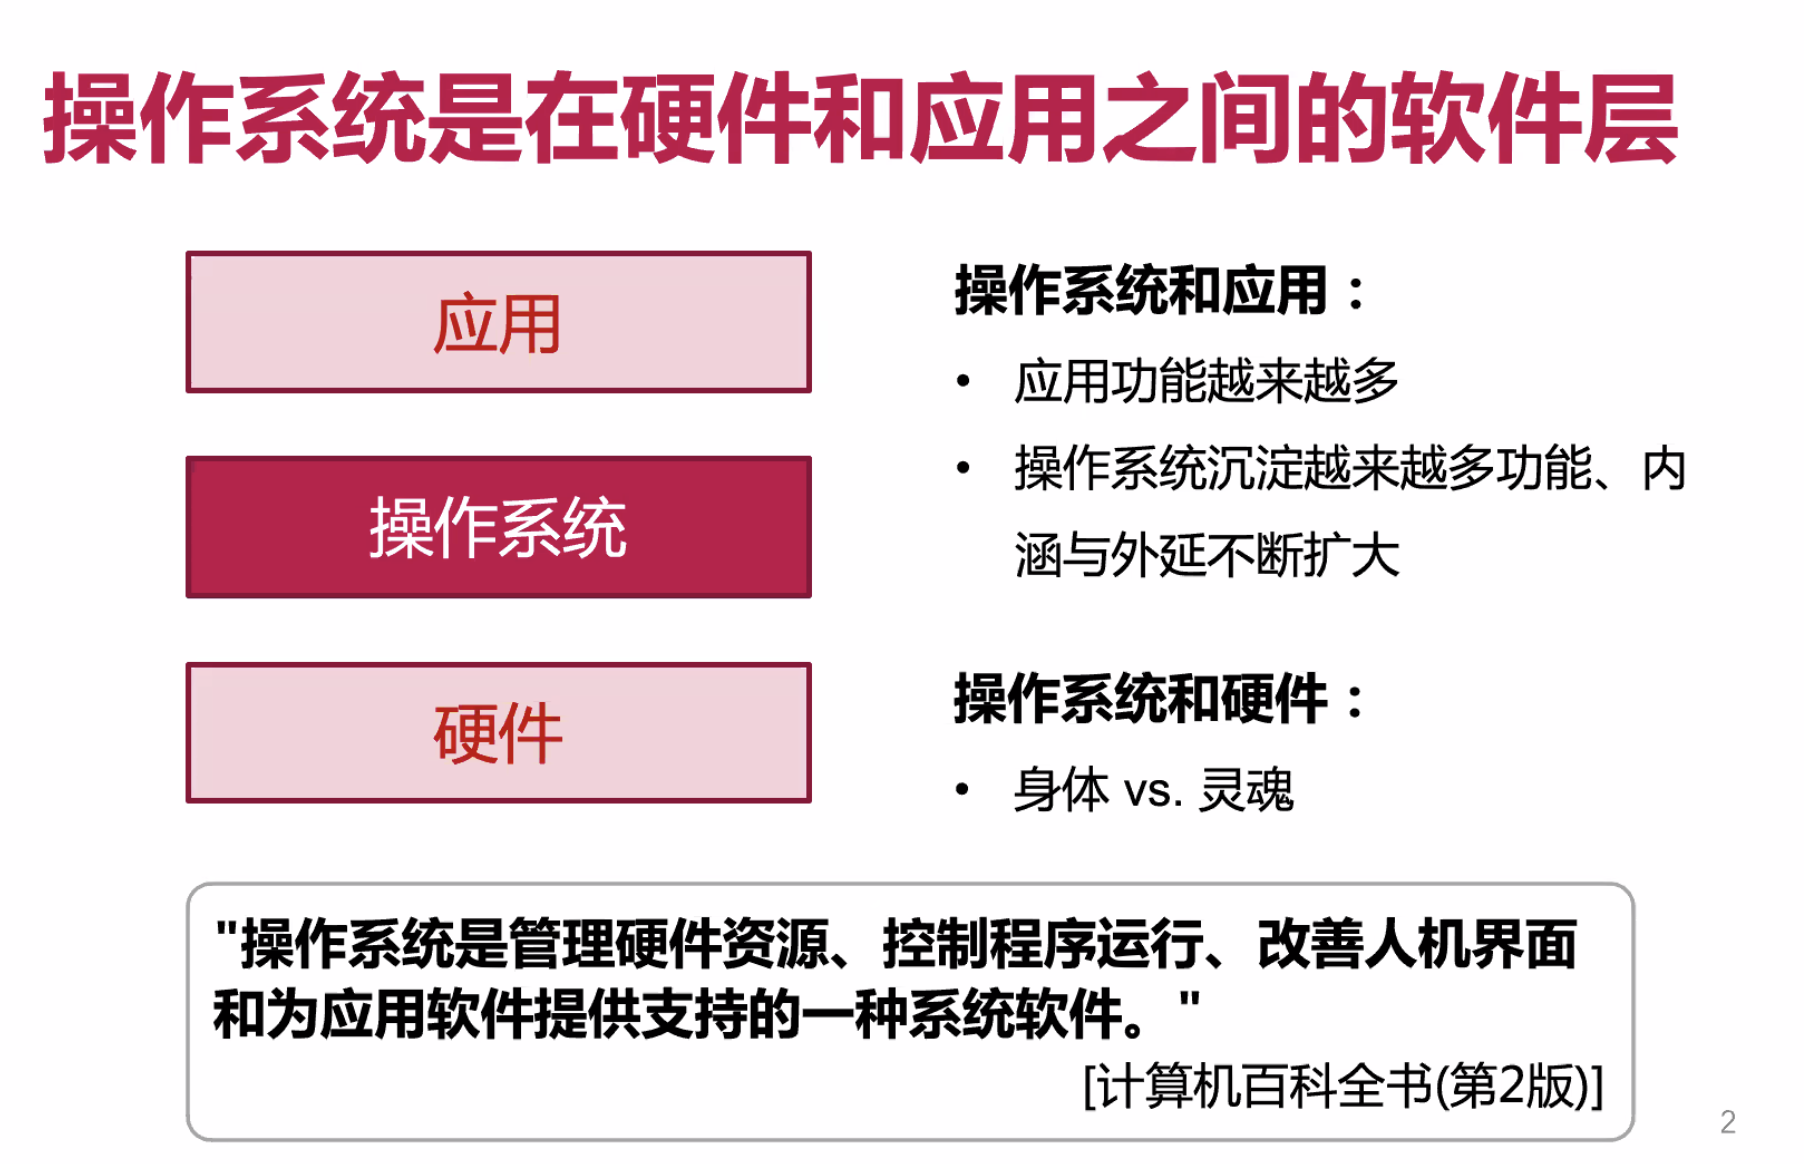 操作系统是在硬件和应用之间的软件层
应用
操作系统
硬件
操作系统和应用：
• 应用功能越来越多
• 操作系统沉淀越来越多功能、内
涵与外延不断扩大
操作系统和硬件：
• 身体 vs. 灵魂
"操作系统是管理硬件资源、控制程序运行、改善人机界面
和为应用软件提供支持的一种系统软件。"
[计算机百科全书(第2版)]
2